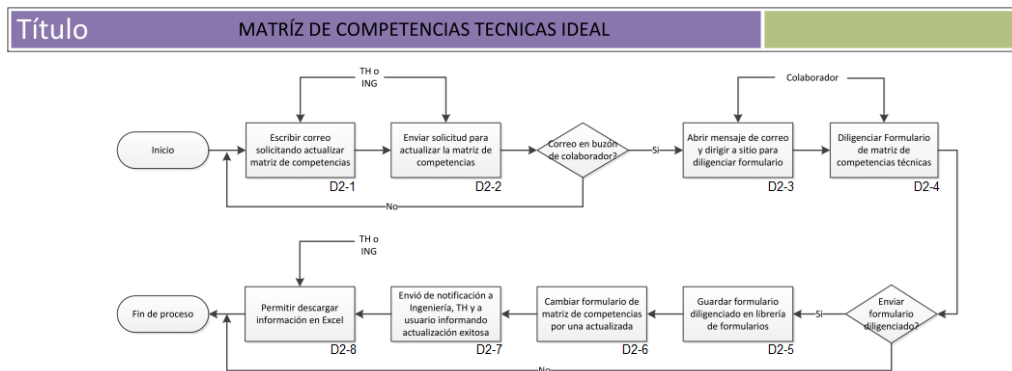 Título
MATRÍZ DE COMPETENCIAS TECNICAS IDEAL
TH o
ING
Colaborador
Inicio
Escribir correo
solicitando actualizar
matriz de competencias
D2-1
Enviar solicitud para
actualizar la matriz de
competencias
D2-2
Correo en buzón
de colaborador?
Si
No
Abrir mensaje de correo
y dirigir a sitio para
diligenciar formulario
D2-3
Diligenciar Formulario
de matriz de
competencias técnicas
D2-4
TH o
ING
Fin de proceso
Permitir descargar
información en Excel
D2-8
Envió de notificación a
Ingeniería, TH y a
usuario informando
actualización exitosa
D2-7
Cambiar formulario de
matriz de competencias
por una actualizada
D2-6
Guardar formulario
diligenciado en librería
de formularios
D2-5
Si
Enviar
formulario
diligenciado?
No